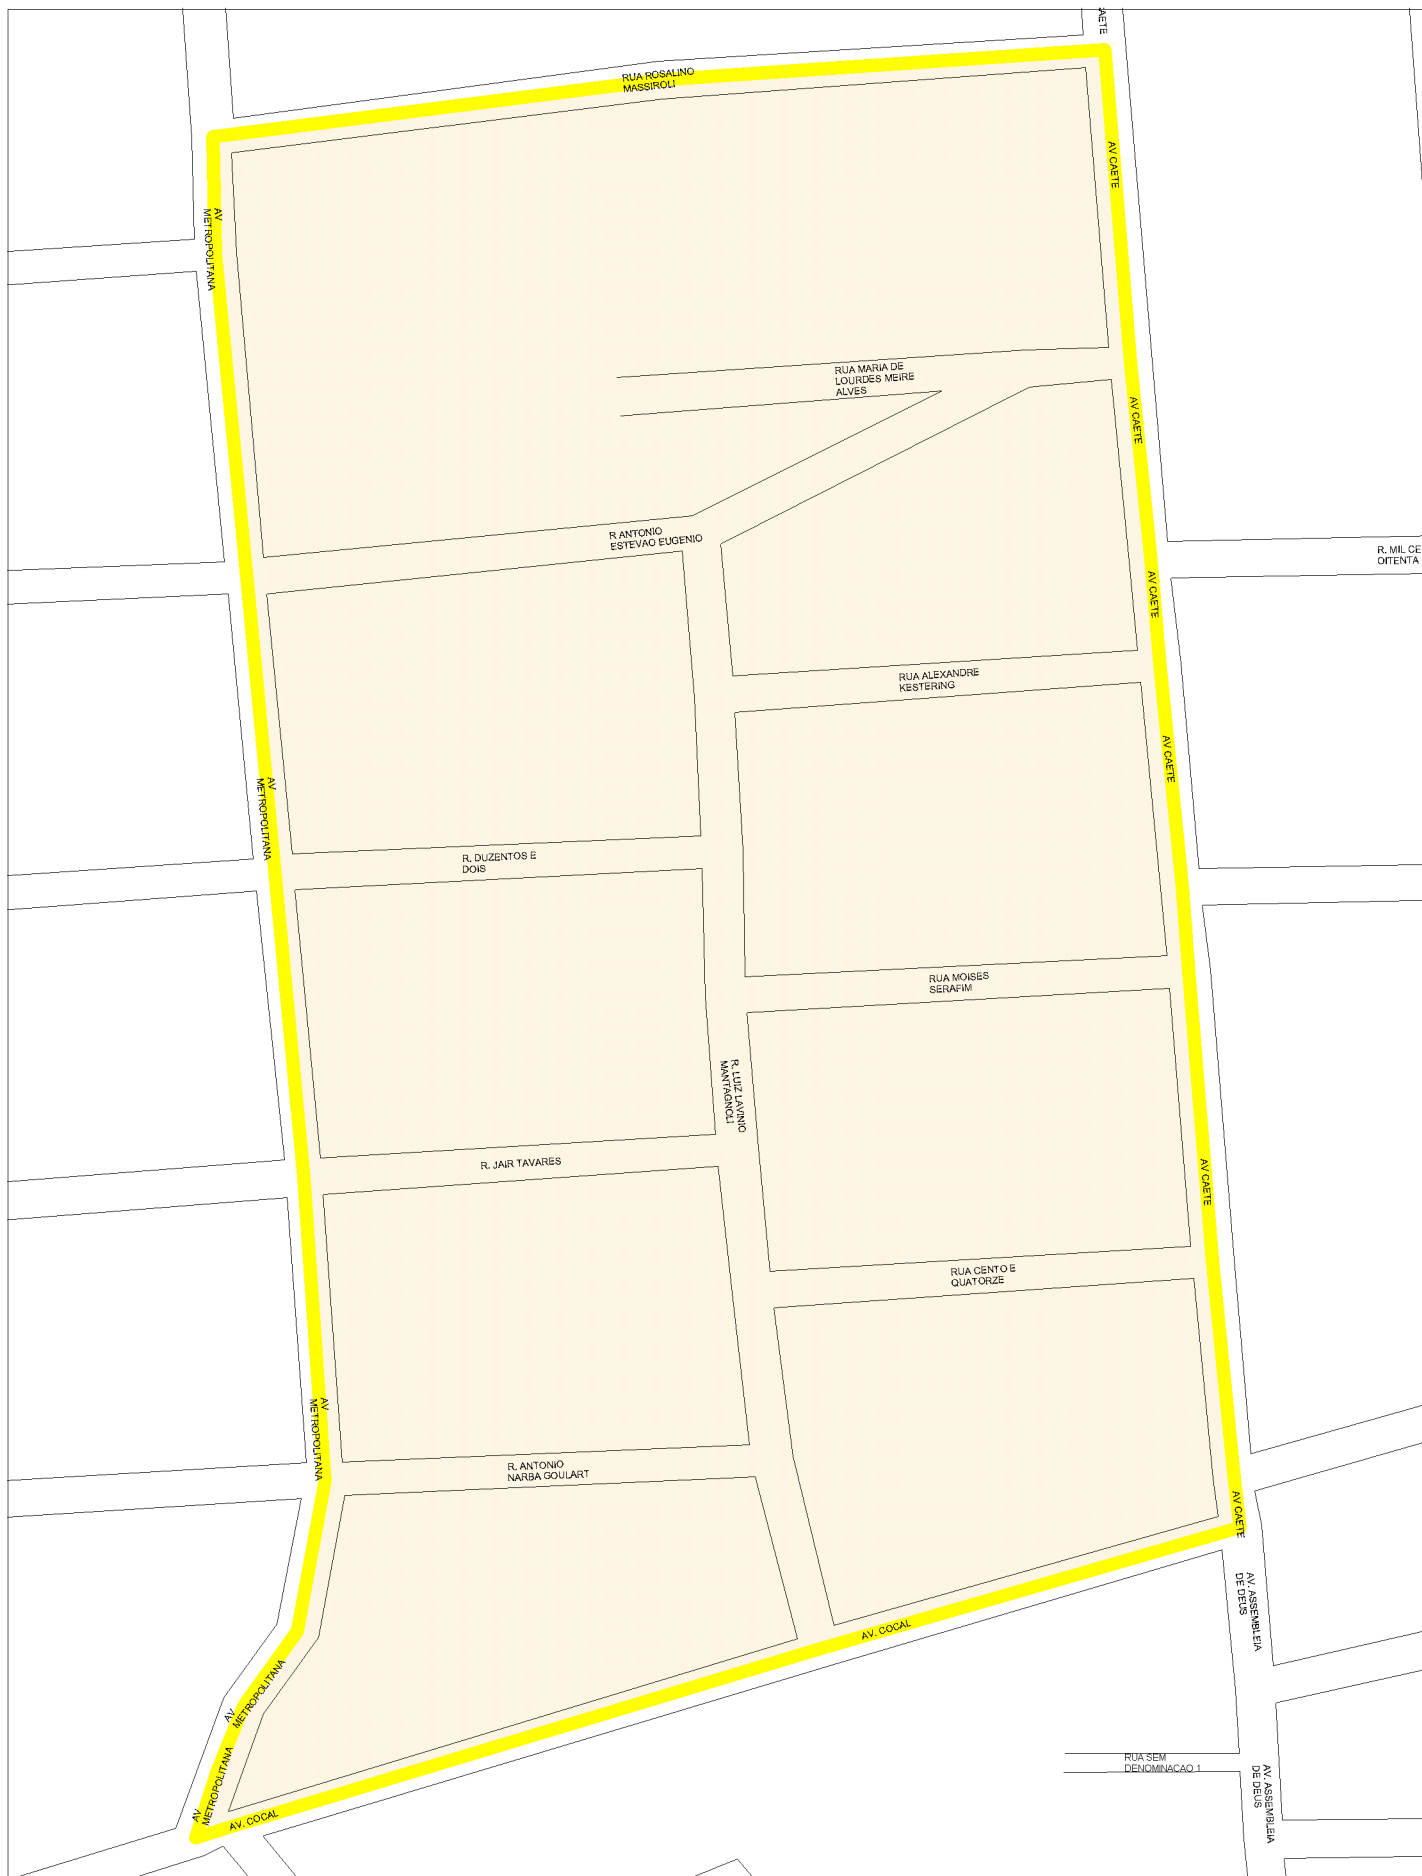 AETE
RUA ROSALINO
MASSIROLI
AV CAETE
AV
METROPOLITANA
RUA MARIA DE
LOURDES MEIRE
ALVES
AV CAETE
R ANTONIO
ESTEVAO EUGENIO
R. MIL CE
OITENTA
AV CAETE
RUA ALEXANDRE
KESTERING
AV CAETE
AV
METROPOLITANA
R. DUZENTOS E
DOIS
RUA MOISES
SERAFIM
R. LUIZ LAVINIO
MANTAGNOLI
R. JAIR TAVARES
AV CAETE
RUA CENTO E
QUATORZE
AV
METROPOLITANA
R. ANTONIO
NARBA GOULART
AV CAETE
AV. ASSEMBLEIA
DE DEUS
AV. COCAL
AV
METROPOLITANA
RUA SEM
DENOMINACAO 1
AV
METROPOLITANA
AV. ASSEMBLEIA
DE DEUS
AV. COCAL